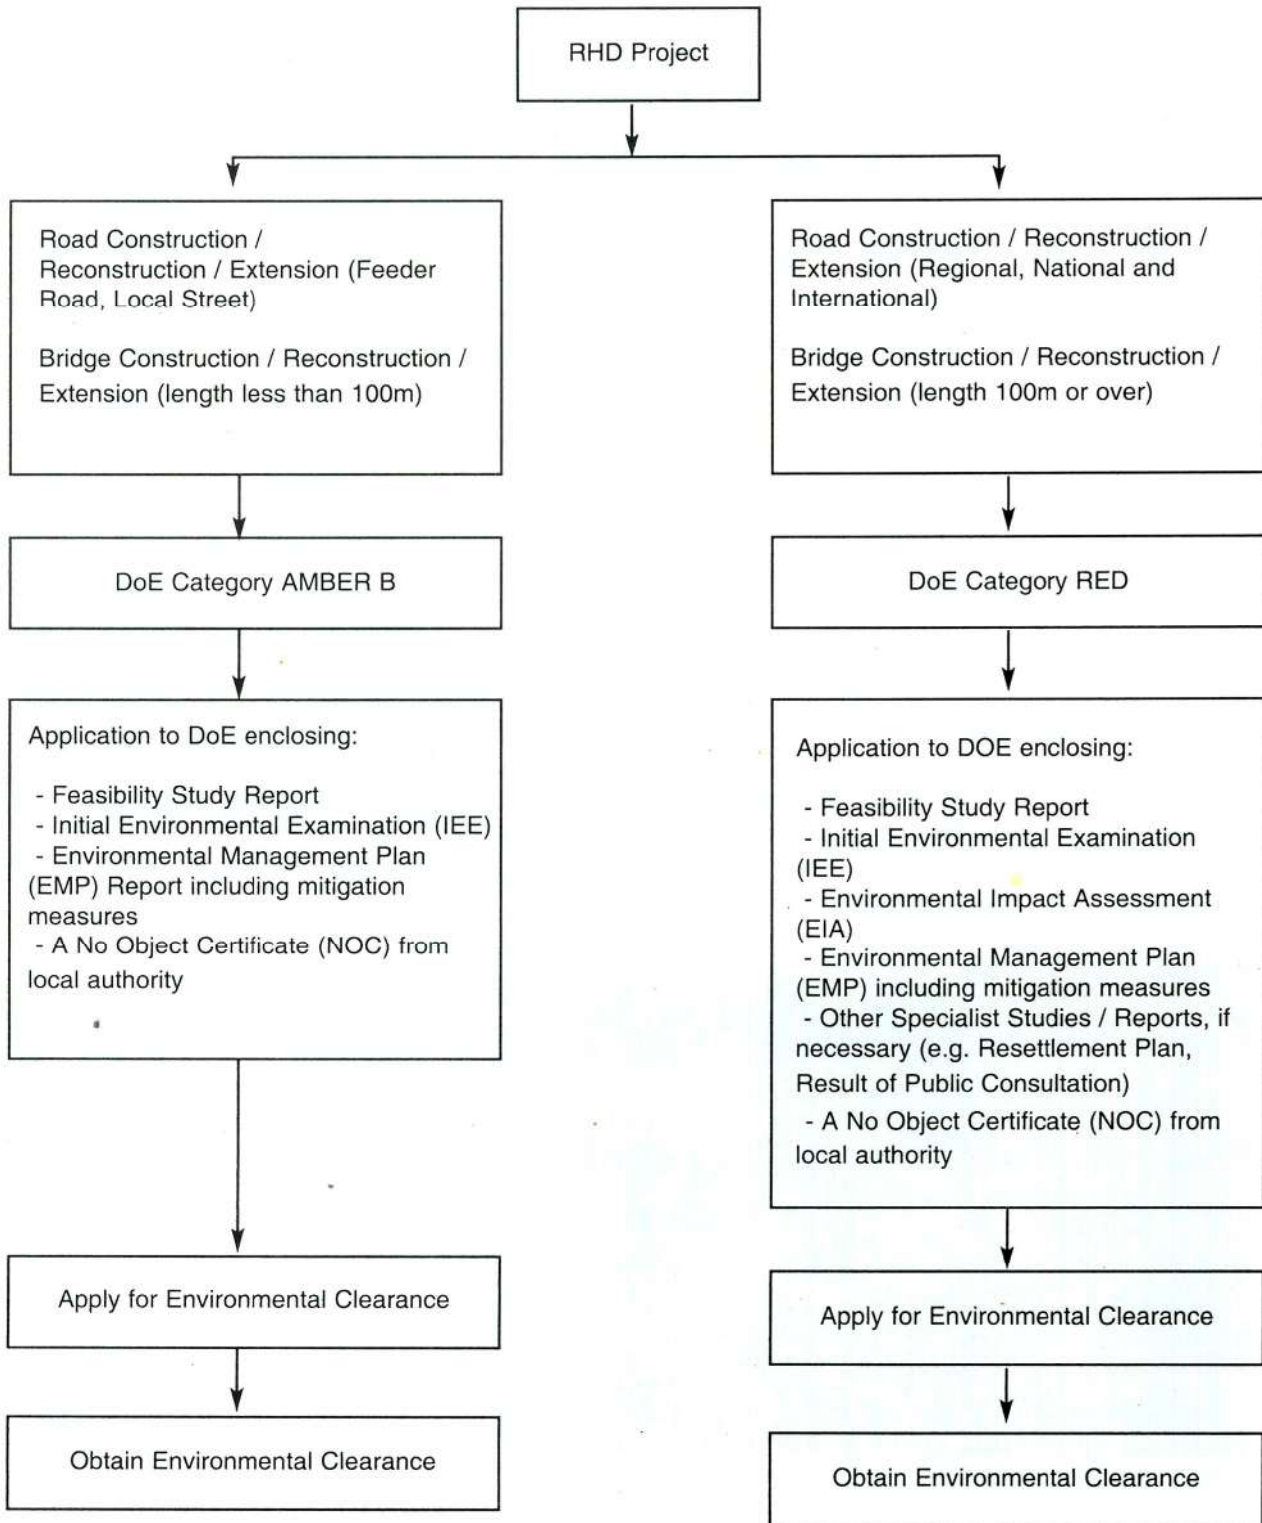 RHD Project
Road Construction /
Reconstruction / Extension (Feeder
Road, Local Street)
Bridge Construction / Reconstruction /
Extension (length less than 100m)
Road Construction / Reconstruction /
Extension (Regional, National and
International)
Bridge Construction / Reconstruction /
Extension (length 100m or over)
DoE Category AMBER B
DoE Category RED
Application to DoE enclosing:
- Feasibility Study Report
- Initial Environmental Examination (IEE)
- Environmental Management Plan
(EMP) Report including mitigation
measures
- A No Object Certificate (NOC) from
local authority
Application to DOE enclosing:
- Feasibility Study Report
- Initial Environmental Examination
(IEE)
- Environmental Impact Assessment
(EIA)
- Environmental Management Plan
(EMP) including mitigation measures
- Other Specialist Studies / Reports, if
necessary (e.g. Resettlement Plan,
Result of Public Consultation)
- A No Object Certificate (NOC) from
local authority
Apply for Environmental Clearance
Apply for Environmental Clearance
Obtain Environmental Clearance
Obtain Environmental Clearance